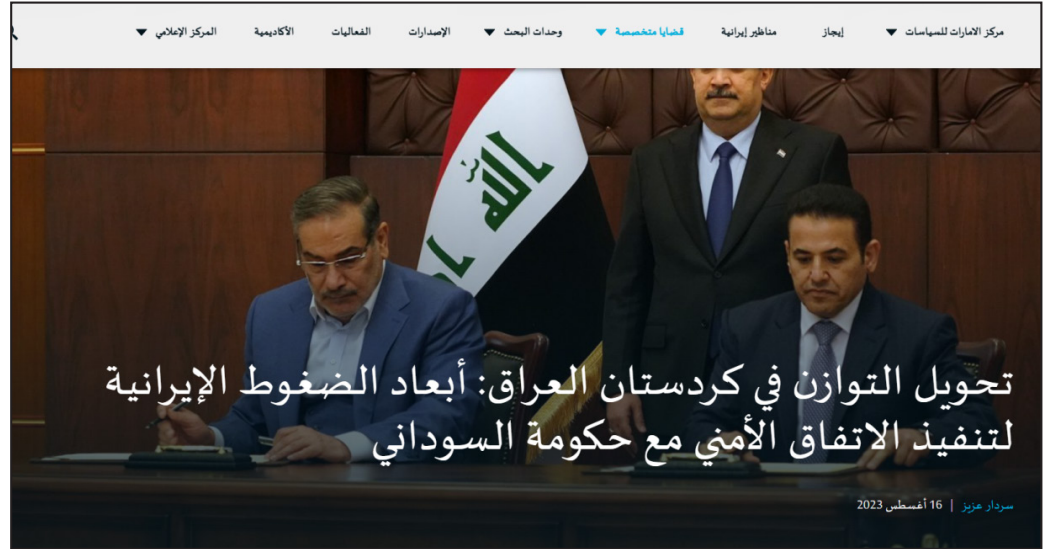 مركز الامارات للسياسات
إيجاز
مناظير إيرانية
قضايا متخصصة
وحدات البحث
الإصدارات
الفعاليات
الأكاديمية
المركز الإعلامي
الله
تحويل التوازن في كردستان العراق: أبعاد الضغوط الإيرانية
لتنفيذ الاتفاق الأمني مع حكومة السوداني
سردار عزيز | 16 أغسطس 2023